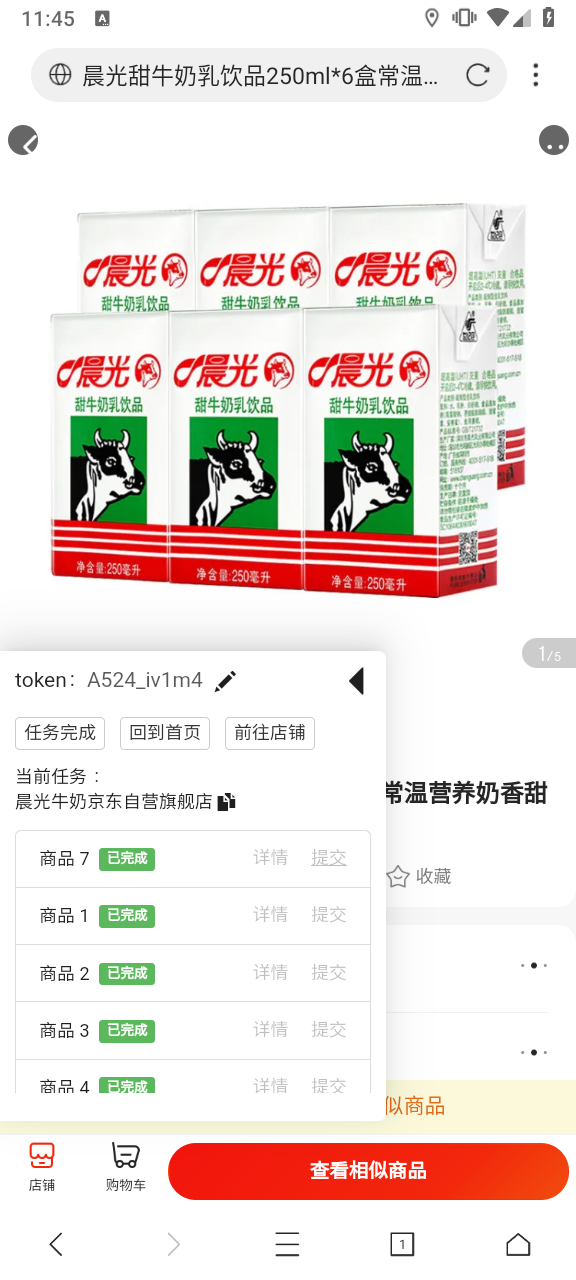 11:45
A
晨光甜牛奶乳饮品250ml*6盒常温...
晨光 晨光 晨光
甜牛奶乳饮品 甜牛奶乳饮品 甜牛奶乳饮品
晨光 晨光 晨光
甜牛奶乳饮品 甜牛奶乳饮品 甜牛奶乳饮品
净含量:250毫升 净含量:250毫升 净含量:250毫升
1/5
token: A524_iv1m4
任务完成 回到首页 前往店铺
当前任务：
晨光牛奶京东自营旗舰店
常温营养奶香甜
商品 7 已完成 详情 提交
收藏
商品 1 已完成 详情 提交
商品 2 已完成 详情 提交
商品 3 已完成 详情 提交
商品 4 已完成 详情 提交
似商品
店铺 购物车 查看相似商品
1